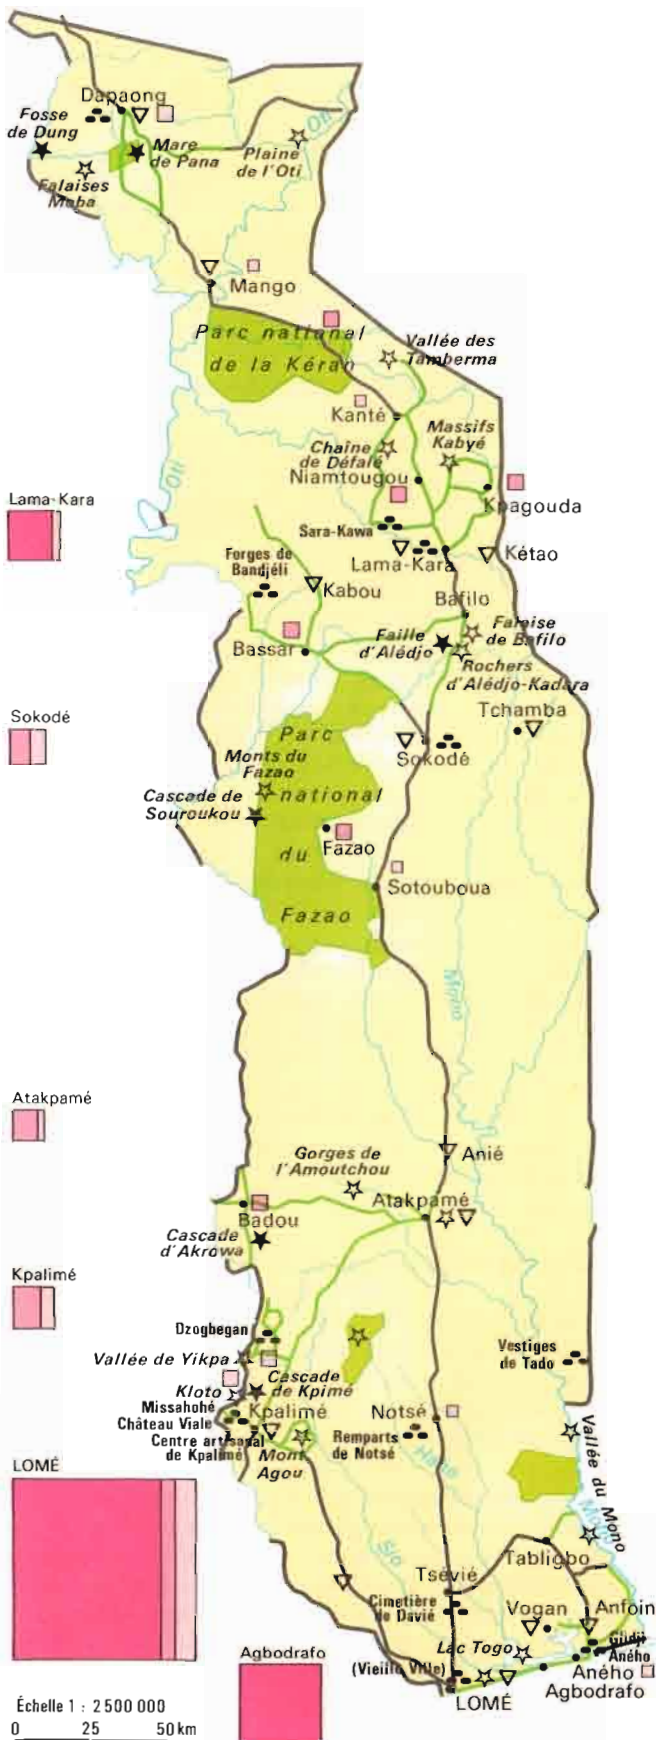 Dapaong
Fosse
de Dung
Mare
de Pana
Plaine
de l'Oti
Oti
Falaises
Moba
Mango
Parc national
de la Kéran
Vallée des
Tamberma
Kanté
Massifs
Kabyé
Chaîne
de Défalé
Niamtougou
Kpagouda
Oti
Lama-Kara
Sara-Kawa
Lama-Kara
Kétao
Forges de
Bandjéli
Kabou
Bafilo
Falaise
de Bafilo
Faille
d'Alédjo
Bassar
Rochers
d'Alédjo-Kadara
Tchamba
Sokodé
Parc
Sokodé
Monts du
Fazao
national
Cascade de
Souroukou
Fazao
du
Sotouboua
Fazao
Mono
Atakpamé
Anié
Gorges de
l'Amoutchou
Atakpamé
Badou
Cascade
d'Akrowa
Kpalimé
Dzogbegan
Vestiges
de Tado
Vallée de Yikpa
Cascade
de Kpimé
Kloto
Missahohé
Kpalimé
Notsé
Château Viale
Centre artisanal
de Kpalimé
Mont
Agou
Remparts
de Notsé
Haho
Vallée du Mono
Mono
LOMÉ
Sio
Tabligbo
Tsévié
Cimetière
de Davié
Vogan
Anfoin
Glidji
Aného
Lac Togo
(Vieille Ville)
Aného
Agbodrafo
LOMÉ
Agbodrafo
Échelle 1 : 2 500 000
0 25 50 km